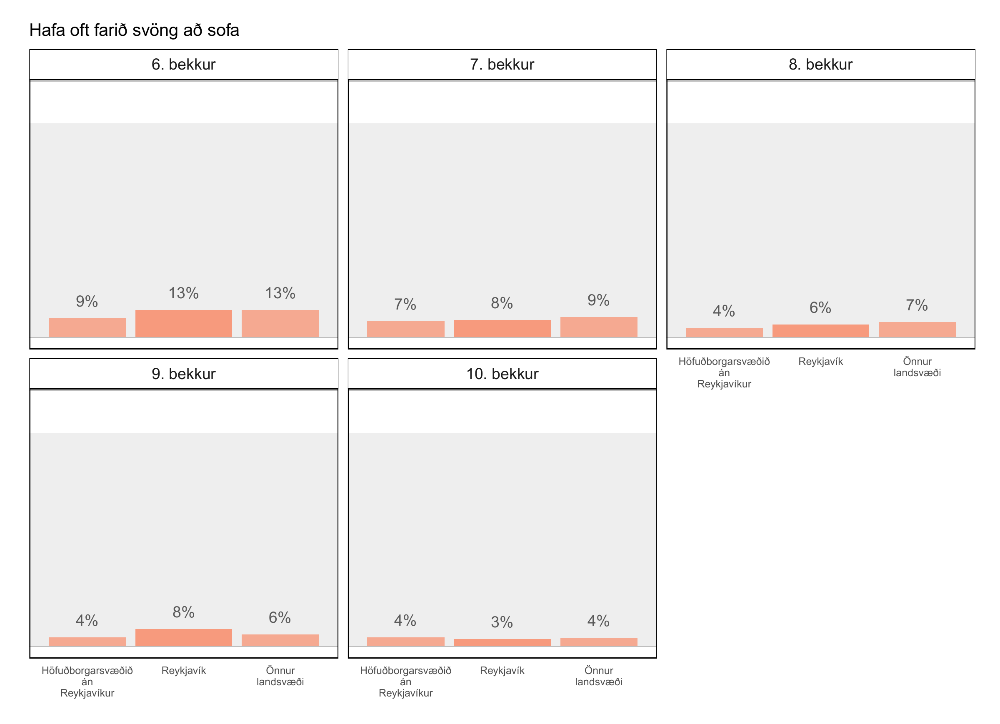 Hafa oft farið svöng að sofa
6. bekkur
7. bekkur
8. bekkur
9%
13%
13%
7%
8%
9%
4%
6%
7%
Höfuðborgarsvæðið
án
Reykjavíkur
Reykjavík
Önnur
landsvæði
9. bekkur
10. bekkur
4%
8%
6%
4%
3%
4%
Höfuðborgarsvæðið
án
Reykjavíkur
Reykjavík
Önnur
landsvæði
Höfuðborgarsvæðið
án
Reykjavíkur
Reykjavík
Önnur
landsvæði